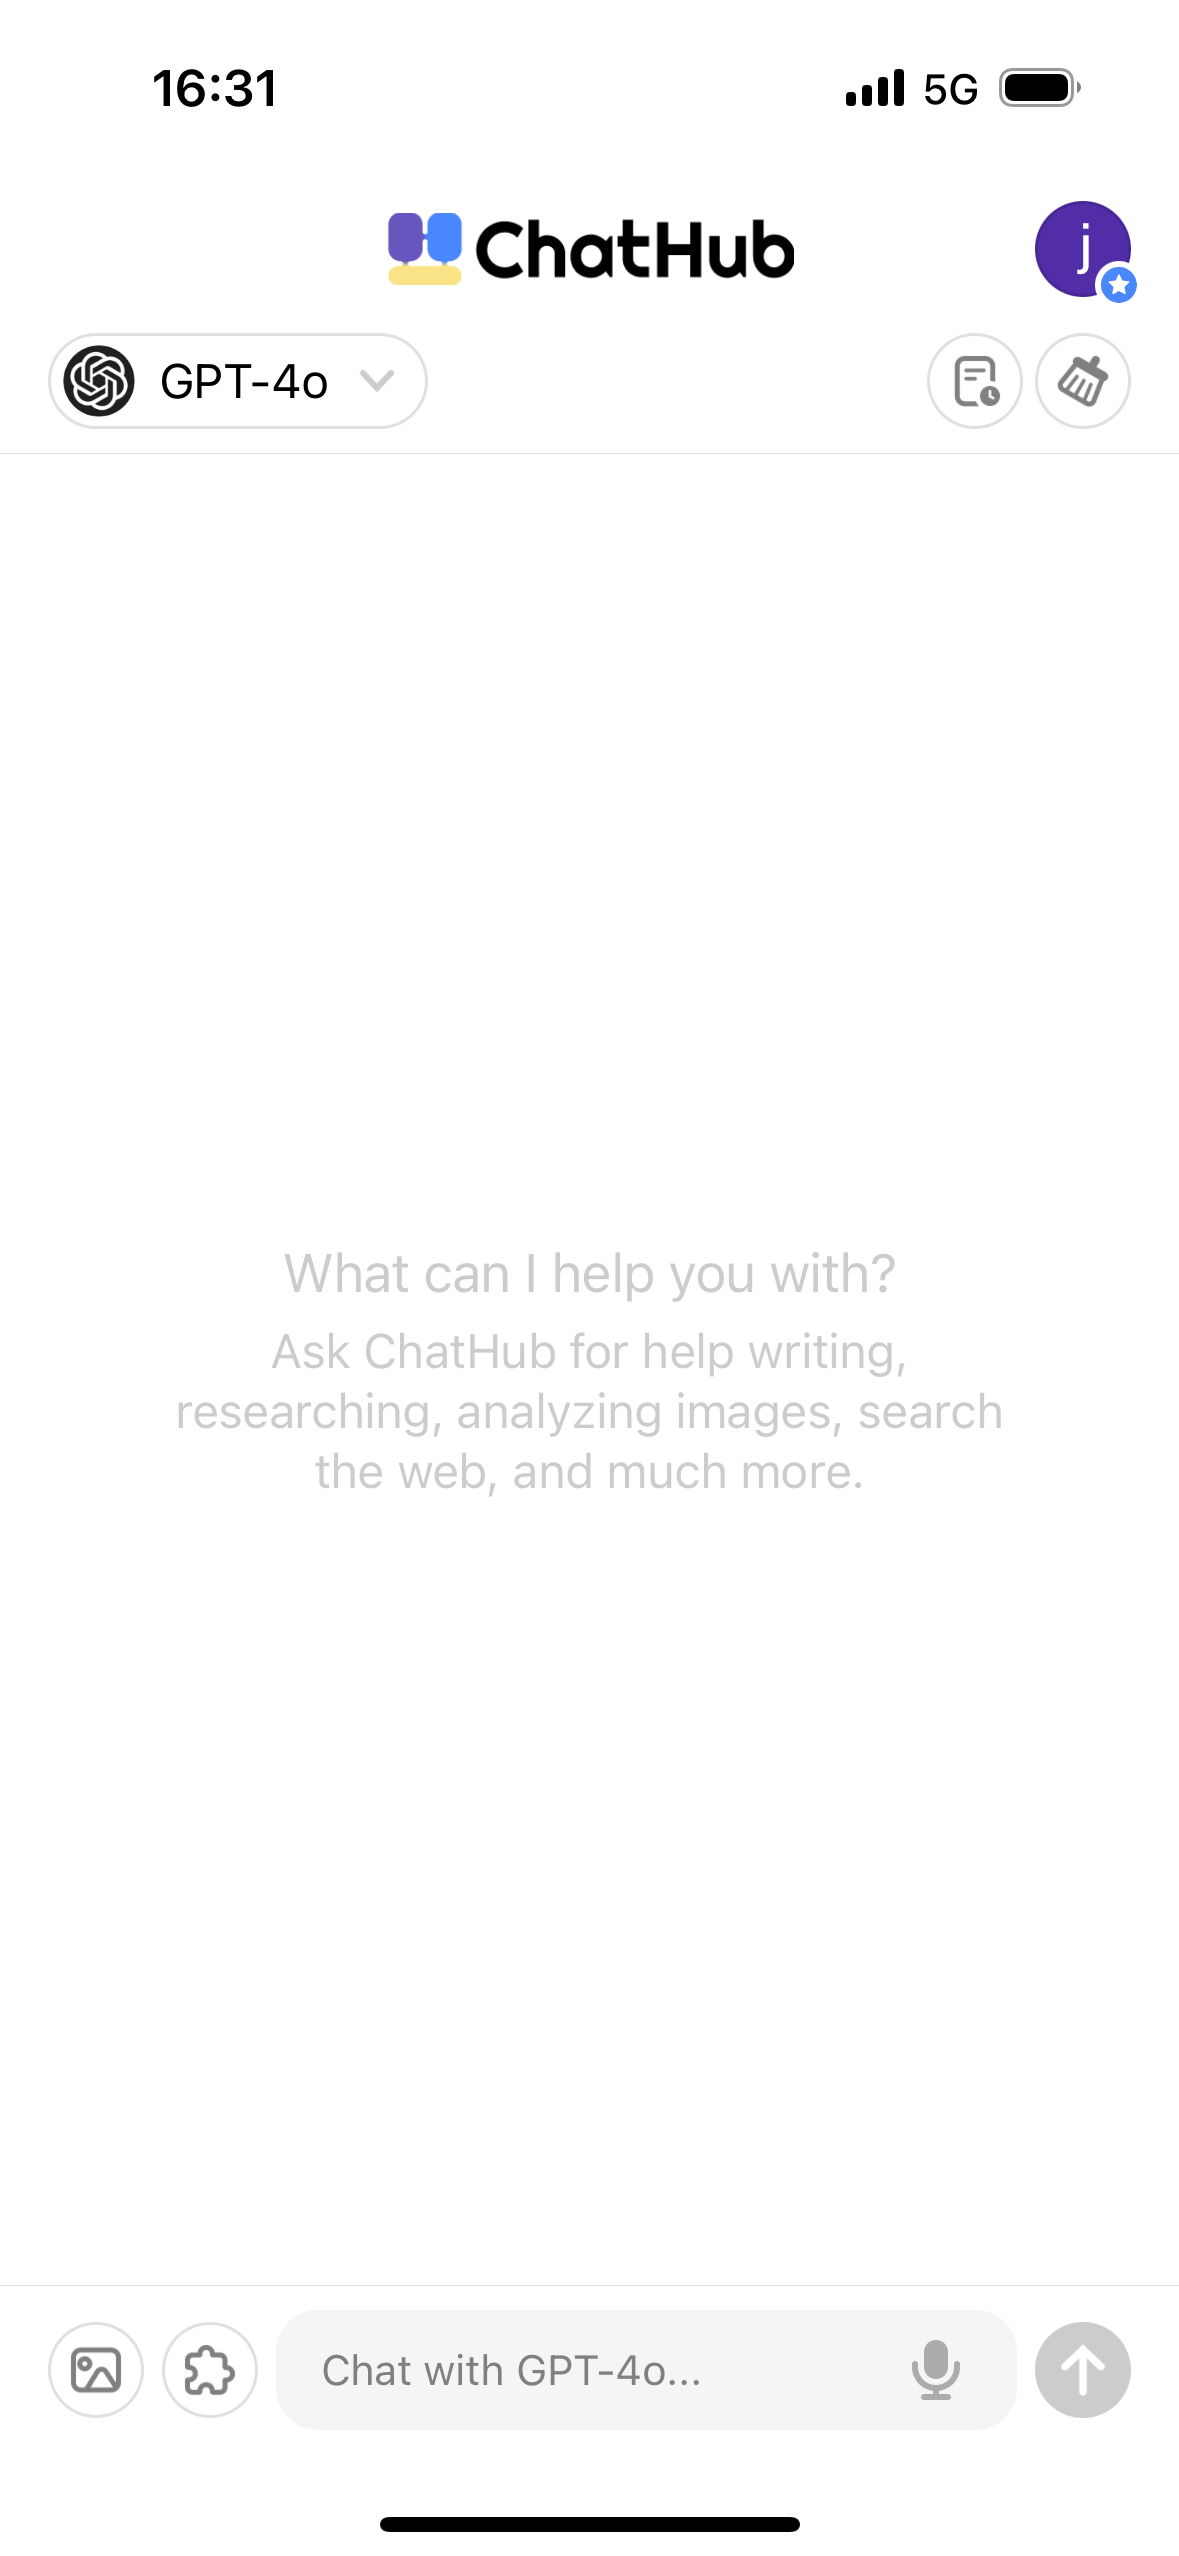 16:31
5G
ChatHub
j
GPT-4o
What can I help you with?
Ask ChatHub for help writing,
researching, analyzing images, search
the web, and much more.
Chat with GPT-4o...